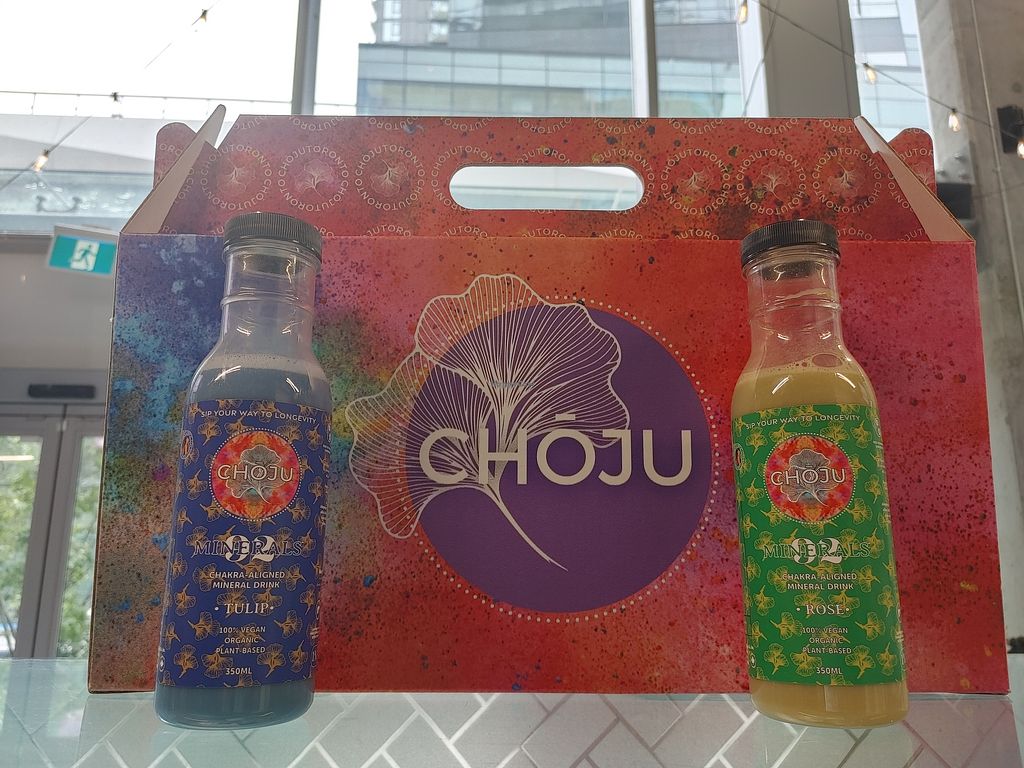 CHOJUTORONTO
CHŌJU
SIP YOUR WAY TO LONGEVITY
CHŌJU
92
MINERALS
CHAKRA-ALIGNED
MINERAL DRINK
• TULIP •
100% VEGAN
ORGANIC
PLANT-BASED
350ML
SIP YOUR WAY TO LONGEVITY
CHŌJU
92
MINERALS
CHAKRA-ALIGNED
MINERAL DRINK
• ROSE •
100% VEGAN
ORGANIC
PLANT-BASED
350ML